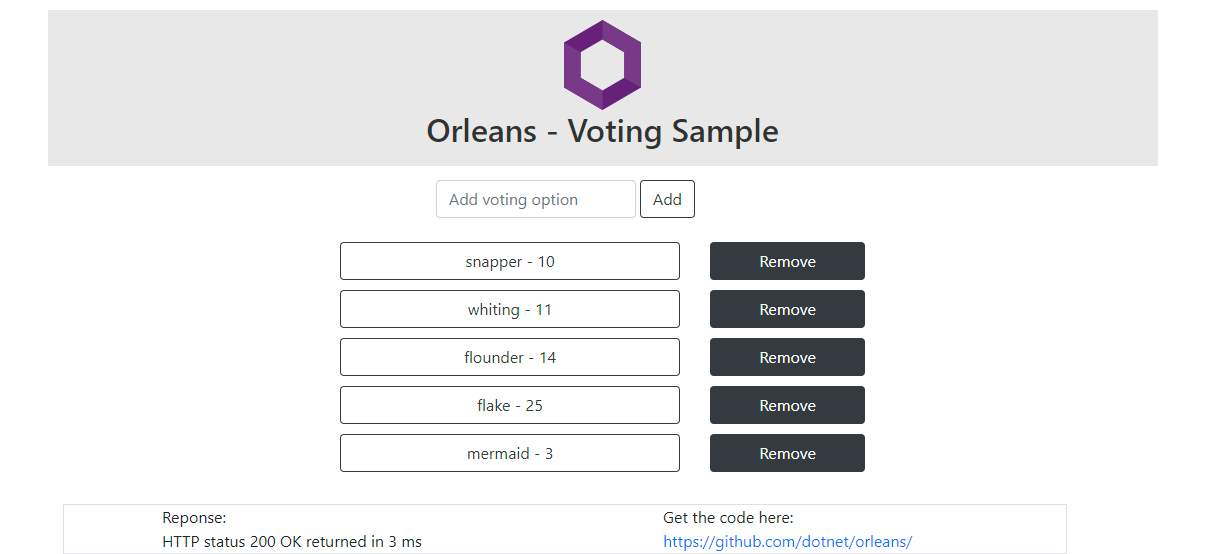 Orleans - Voting Sample
Add voting option Add
snapper - 10 Remove
whiting - 11 Remove
flounder - 14 Remove
flake - 25 Remove
mermaid - 3 Remove
Reponse: Get the code here:
HTTP status 200 OK returned in 3 ms https://github.com/dotnet/orleans/